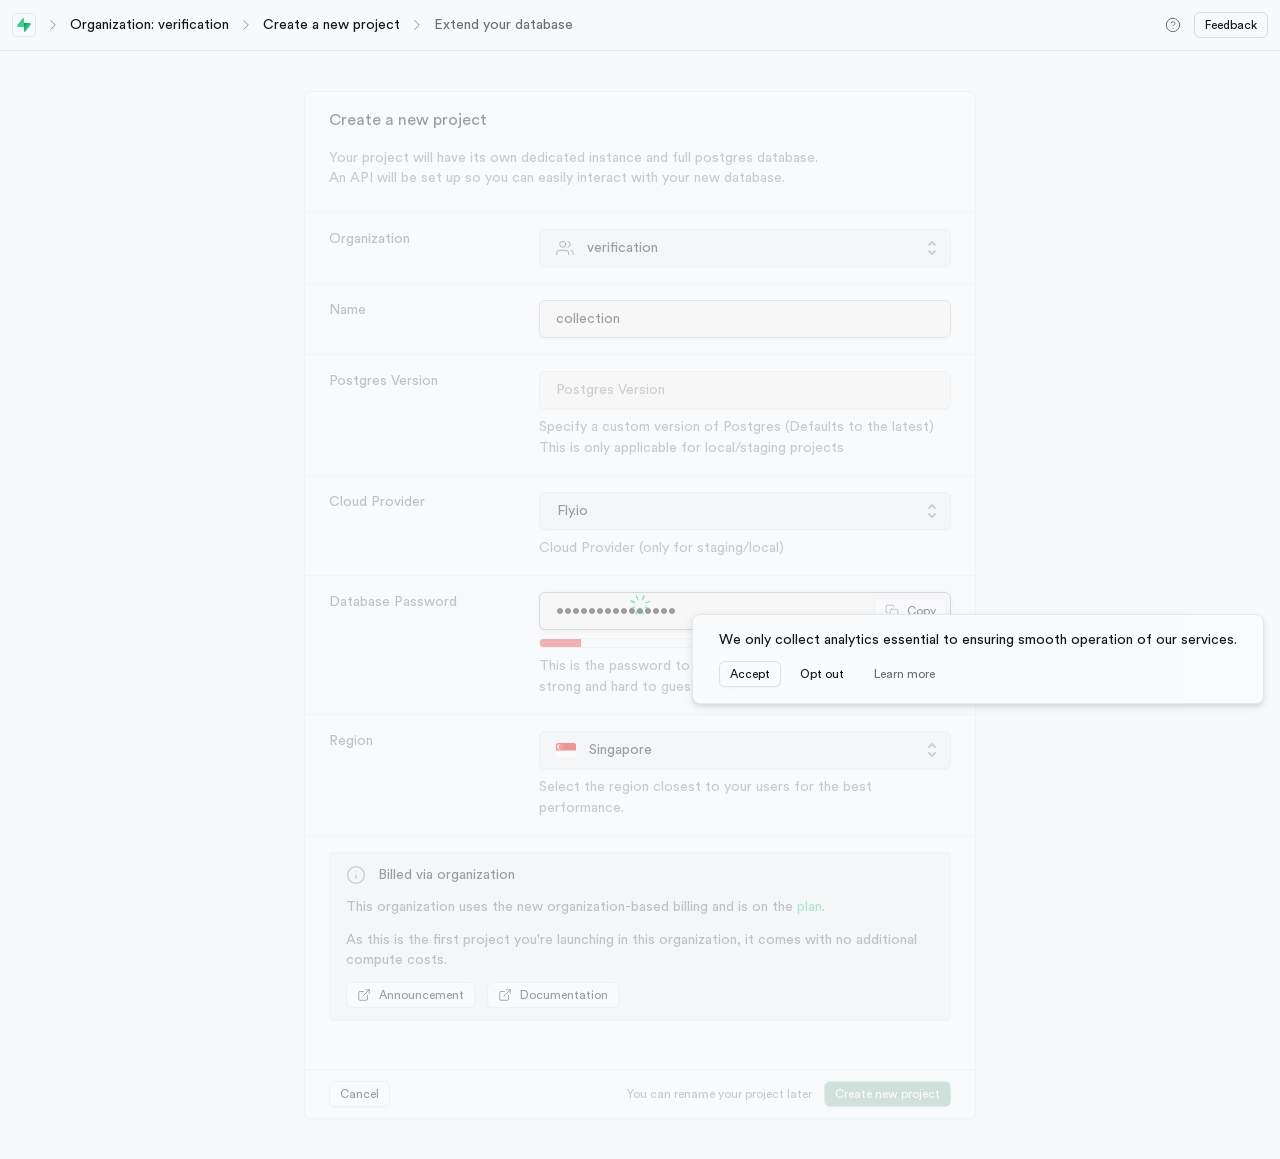 Organization: verification
Create a new project
Extend your database
Feedback
Create a new project
Your project will have its own dedicated instance and full postgres database.
An API will be set up so you can easily interact with your new database.
Organization
verification
Name
collection
Postgres Version
Postgres Version
Specify a custom version of Postgres (Defaults to the latest)
This is only applicable for local/staging projects
Cloud Provider
Fly.io
Cloud Provider (only for staging/local)
Database Password
Copy
This is the password to
strong and hard to gues
We only collect analytics essential to ensuring smooth operation of our services.
Accept
Opt out
Learn more
Region
Singapore
Select the region closest to your users for the best
performance.
Billed via organization
This organization uses the new organization-based billing and is on the plan.
As this is the first project you're launching in this organization, it comes with no additional
compute costs.
Announcement
Documentation
Cancel
You can rename your project later
Create new project